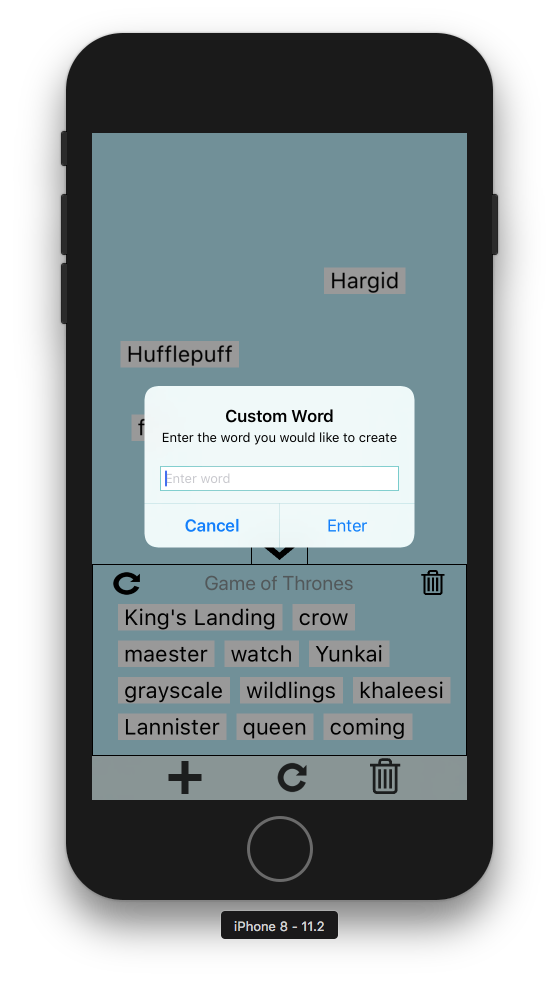 Hargid
Hufflepuff
f
Custom Word
Enter the word you would like to create
Enter word
Cancel Enter
Game of Thrones
King's Landing crow
maester watch Yunkai
grayscale wildlings khaleesi
Lannister queen coming
iPhone 8 - 11.2